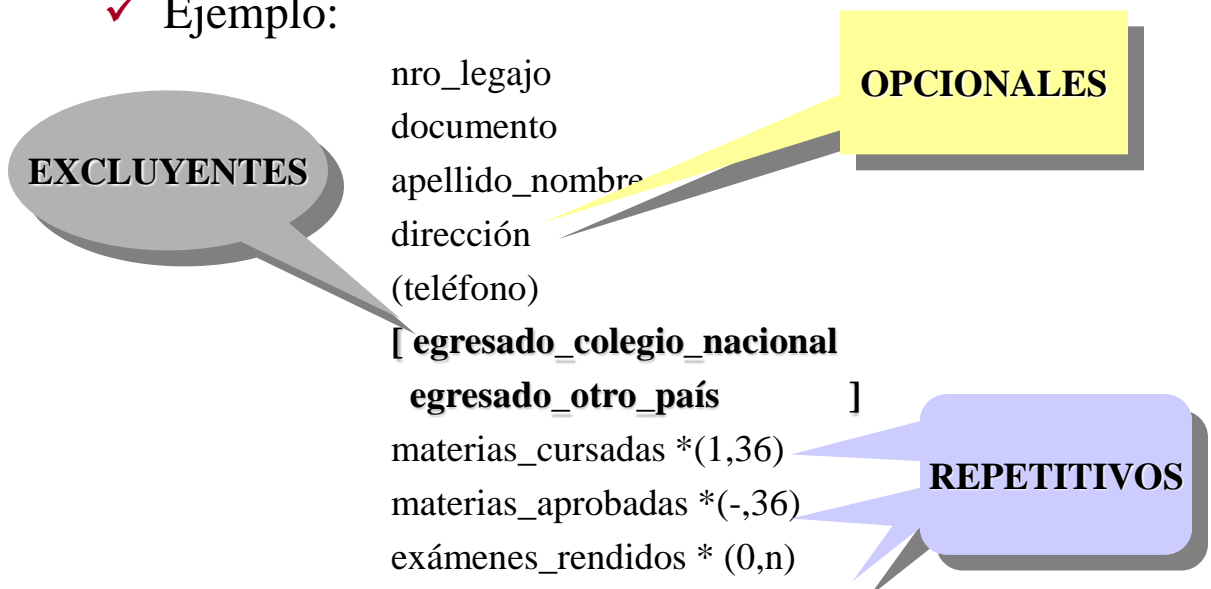 ✓ Ejemplo:
nro_legajo
OPCIONALES
documento
EXCLUYENTES
apellido_nombre
dirección
(teléfono)
[ egresado_colegio_nacional
egresado_otro_país ]
materias_cursadas *(1,36)
REPETITIVOS
materias_aprobadas *(-,36)
exámenes_rendidos * (0,n)